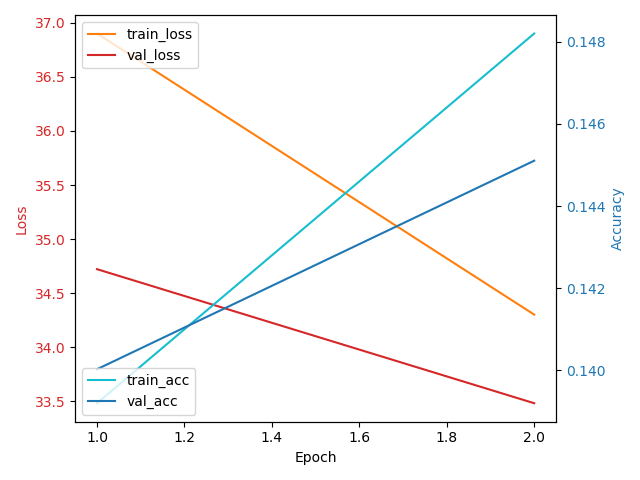 train_loss
val_loss
train_acc
val_acc
37.0
36.5
36.0
35.5
35.0
34.5
34.0
33.5
Loss
0.148
0.146
0.144
0.142
0.140
Accuracy
1.0 1.2 1.4 1.6 1.8 2.0
Epoch